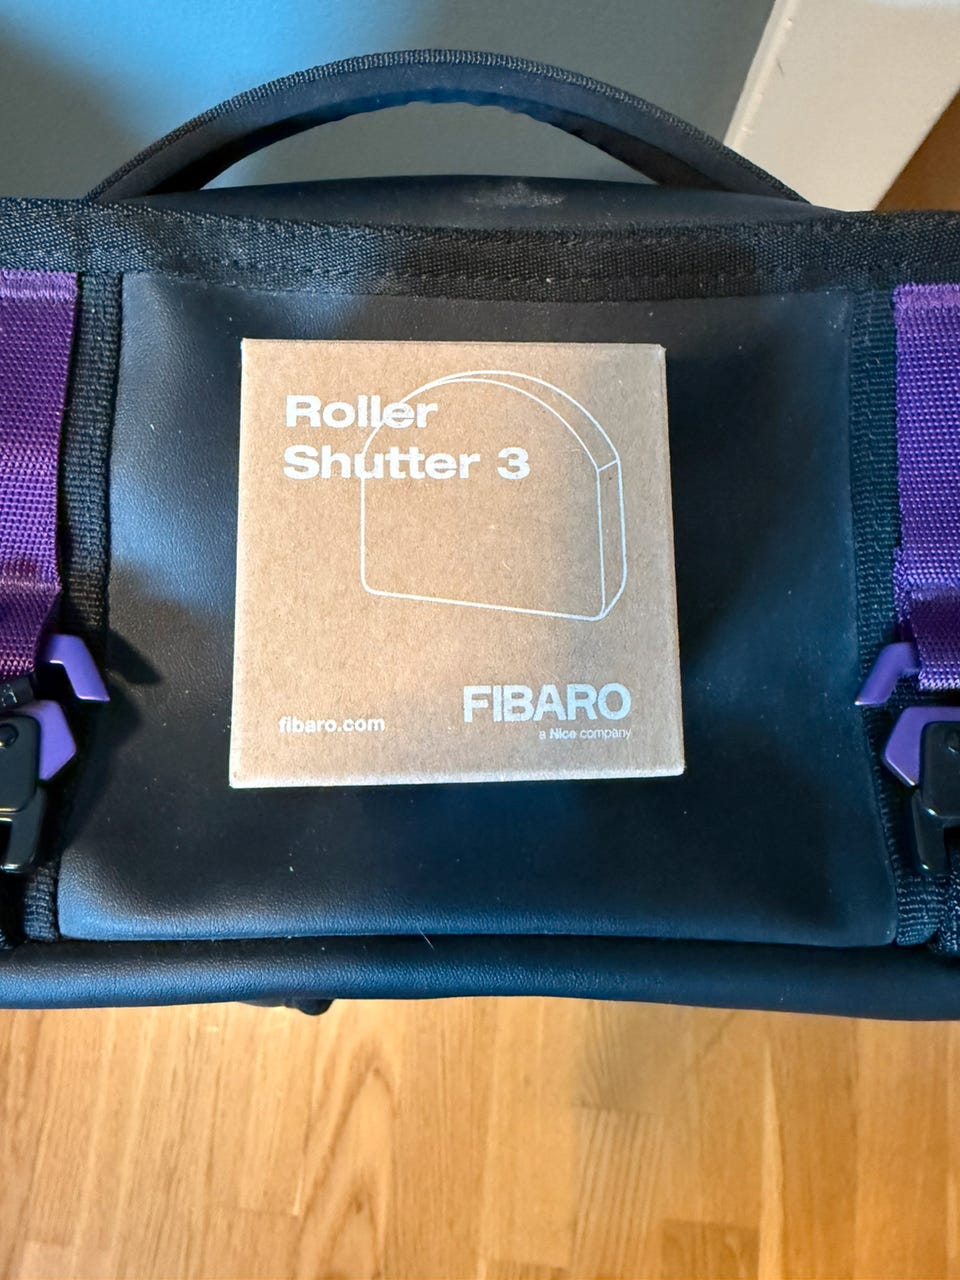 Roller
Shutter 3
fibaro.com
FIBARO
a Nice company